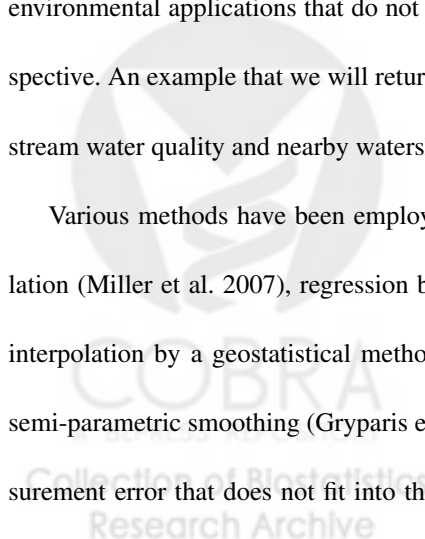 environmental applications that do not
spective. An example that we will retur
stream water quality and nearby waters
Various methods have been employ
lation (Miller et al. 2007), regression b
interpolation by a geostatistical metho
semi-parametric smoothing (Gryparis e
surement error that does not fit into th
COBRA
A BEPRESS REPOSITORY
Collection of Biostatistics
Research Archive